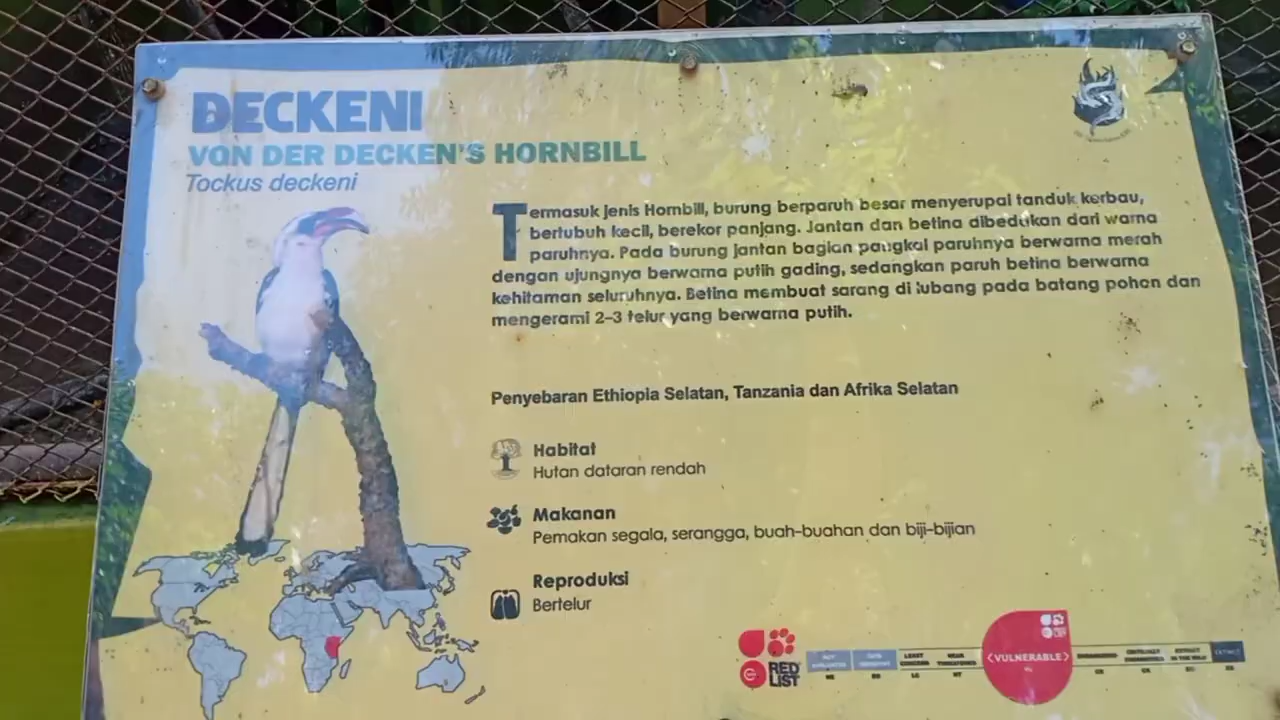 DECKENI
VON DER DECKEN'S HORNBILL
Tockus deckeni
Termasuk jenis Hornbill, burung berparuh besar menyerupai tanduk kerbau,
bertubuh kecil, berekor panjang. Jantan dan betina dibedakan dari warna
paruhnya. Pada burung jantan bagian pangkal paruhnya berwarna merah
dengan ujungnya berwarna putih gading, sedangkan paruh betina berwarna
kehitaman seluruhnya. Betina membuat sarang di lubang pada batang pohon dan
mengerami 2-3 telur yang berwarna putih.
Penyebaran Ethiopia Selatan, Tanzania dan Afrika Selatan
Habitat
Hutan dataran rendah
Makanan
Pemakan segala, serangga, buah-buahan dan biji-bijian
Reproduksi
Bertelur
RED LIST
LEAST CONCERN
NEAR THREATENED
<VULNERABLE>